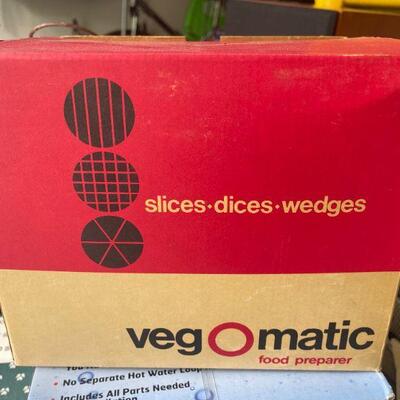 slices•dices•wedges
veg O matic
food preparer
• No Separate Hot Water Loop
• Includes All Parts Needed